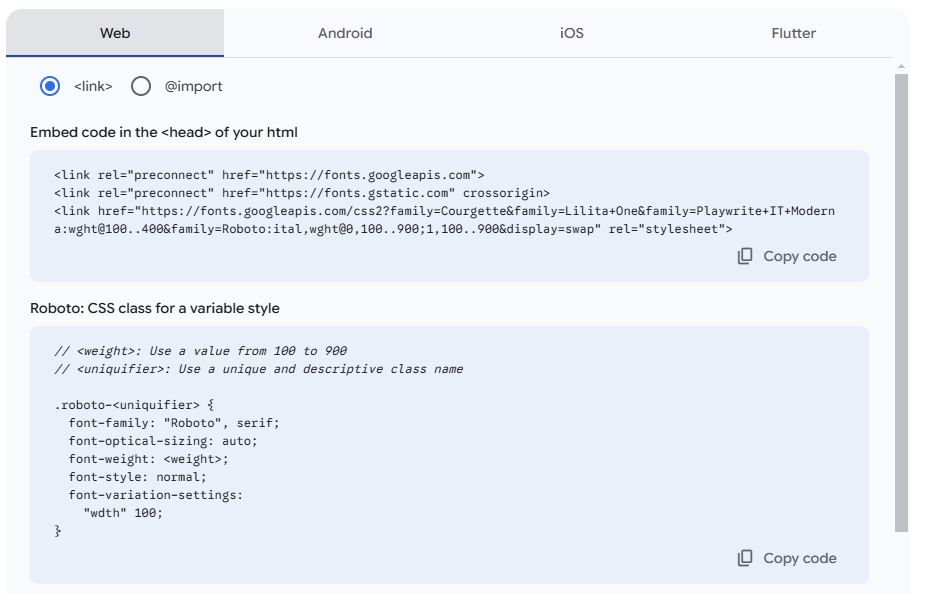 Web Android iOS Flutter
<link> @import
Embed code in the <head> of your html
<link rel="preconnect" href="https://fonts.googleapis.com">
<link rel="preconnect" href="https://fonts.gstatic.com" crossorigin>
<link href="https://fonts.googleapis.com/css2?family=Courgette&family=Lilita+One&family=Playwrite+IT+Modern
a:wght@100..400&family=Roboto:ital,wght@0,100..900;1,100..900&display=swap" rel="stylesheet">
Copy code
Roboto: CSS class for a variable style
// <weight>: Use a value from 100 to 900
// <uniquifier>: Use a unique and descriptive class name
.roboto-<uniquifier> {
  font-family: "Roboto", serif;
  font-optical-sizing: auto;
  font-weight: <weight>;
  font-style: normal;
  font-variation-settings:
    "wdth" 100;
}
Copy code